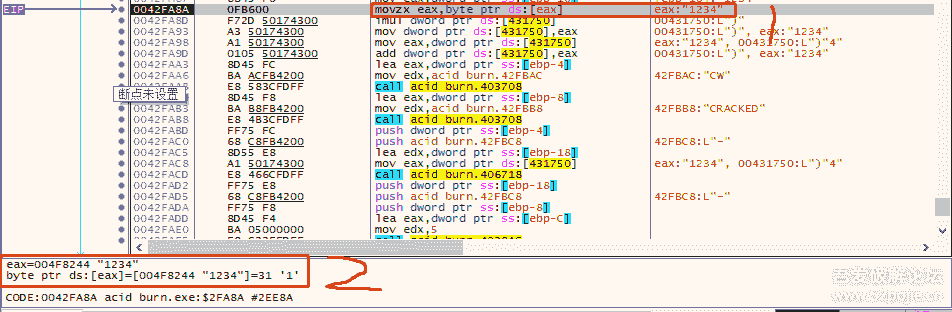 EIP 0042FA8A 0FB600 movzx eax,byte ptr ds:[eax] eax:"1234" 1
0042FA8D F72D 50174300 imul dword ptr ds:[431750] 00431750:L")"
0042FA93 A3 50174300 mov dword ptr ds:[431750],eax 00431750:L")", eax:"1234"
0042FA98 A1 50174300 mov eax,dword ptr ds:[431750] eax:"1234", 00431750:L")"4"
0042FA9D 0105 50174300 add dword ptr ds:[431750],eax 00431750:L")", eax:"1234"
0042FAA3 8D45 FC lea eax,dword ptr ss:[ebp-4]
0042FAA6 BA ACFB4200 mov edx,acid burn.42FBAC 42FBAC:"CW"
断点未设置 E8 583CFDFF call acid burn.403708
8D45 F8 lea eax,dword ptr ss:[ebp-8]
0042FAB3 BA B8FB4200 mov edx,acid burn.42FBB8 42FBB8:"CRACKED"
0042FAB8 E8 4B3CFDFF call acid burn.403708
0042FABD FF75 FC push dword ptr ss:[ebp-4]
0042FAC0 68 C8FB4200 push acid burn.42FBC8 42FBC8:L"-"
0042FAC5 8D55 E8 lea edx,dword ptr ss:[ebp-18]
0042FAC8 A1 50174300 mov eax,dword ptr ds:[431750] eax:"1234", 00431750:L")"4"
0042FACD E8 466CFDFF call acid burn.406718
0042FAD2 FF75 E8 push dword ptr ss:[ebp-18]
0042FAD5 68 C8FB4200 push acid burn.42FBC8 42FBC8:L"-"
0042FADA FF75 F8 push dword ptr ss:[ebp-8]
0042FADD 8D45 F4 lea eax,dword ptr ss:[ebp-C]
0042FAE0 BA 05000000 mov edx,5
eax=004F8244 "1234"
byte ptr ds:[eax]=[004F8244 "1234"]=31 '1' 2
CODE:0042FA8A acid burn.exe:$2FA8A #2EE8A
吾爱破解论坛
www.52pojie.cn